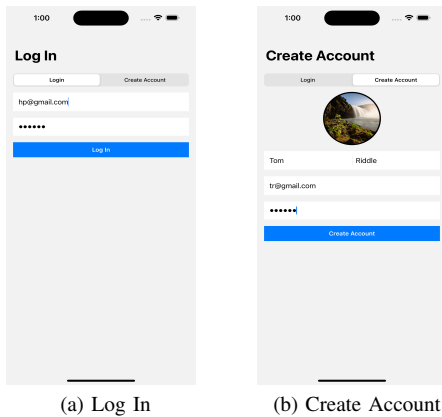 1:00
Log In
Login Create Account
hp@gmail.com
••••••
Log In
(a) Log In
1:00
Create Account
Login Create Account
Tom Riddle
tr@gmail.com
••••••
Create Account
(b) Create Account